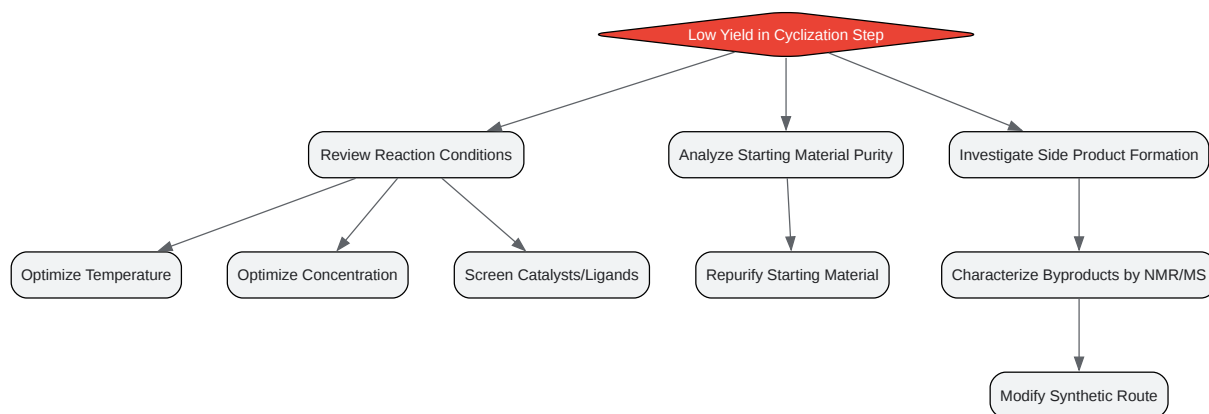 Low Yield in Cyclization Step
Review Reaction Conditions
Analyze Starting Material Purity
Investigate Side Product Formation
Optimize Temperature
Optimize Concentration
Screen Catalysts/Ligands
Repurify Starting Material
Characterize Byproducts by NMR/MS
Modify Synthetic Route